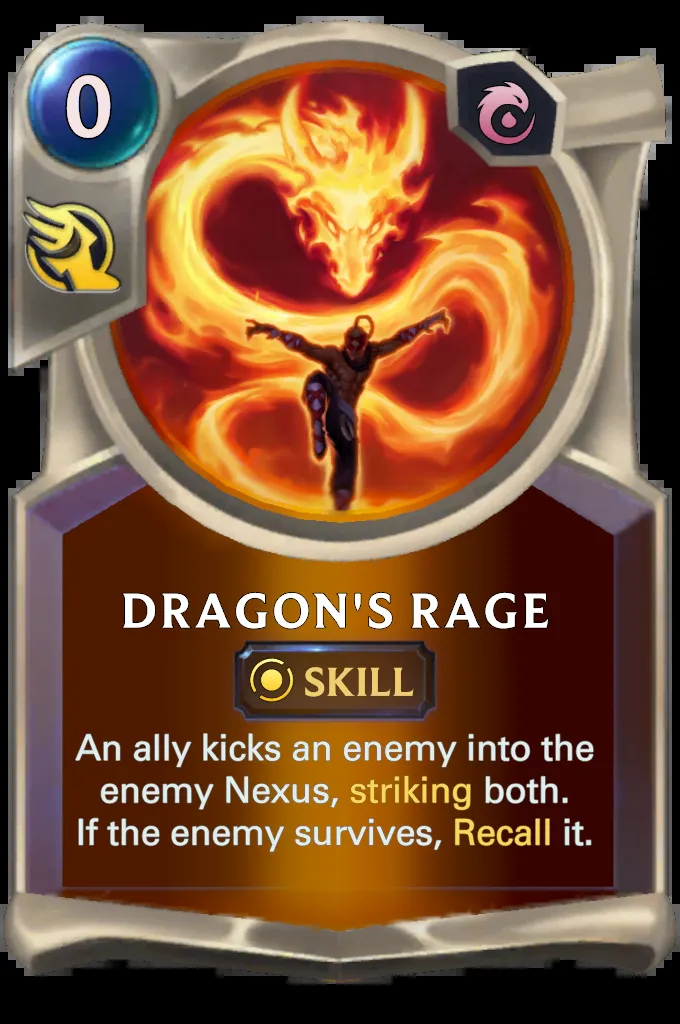 0
DRAGON'S RAGE
SKILL
An ally kicks an enemy into the
enemy Nexus, striking both.
If the enemy survives, Recall it.